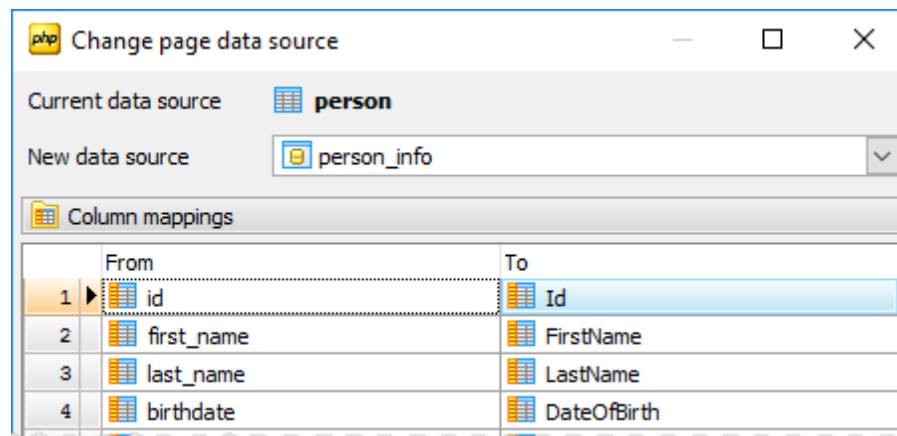 php Change page data source
Current data source person
New data source person_info
Column mappings
From To
1 id Id
2 first_name FirstName
3 last_name LastName
4 birthdate DateOfBirth